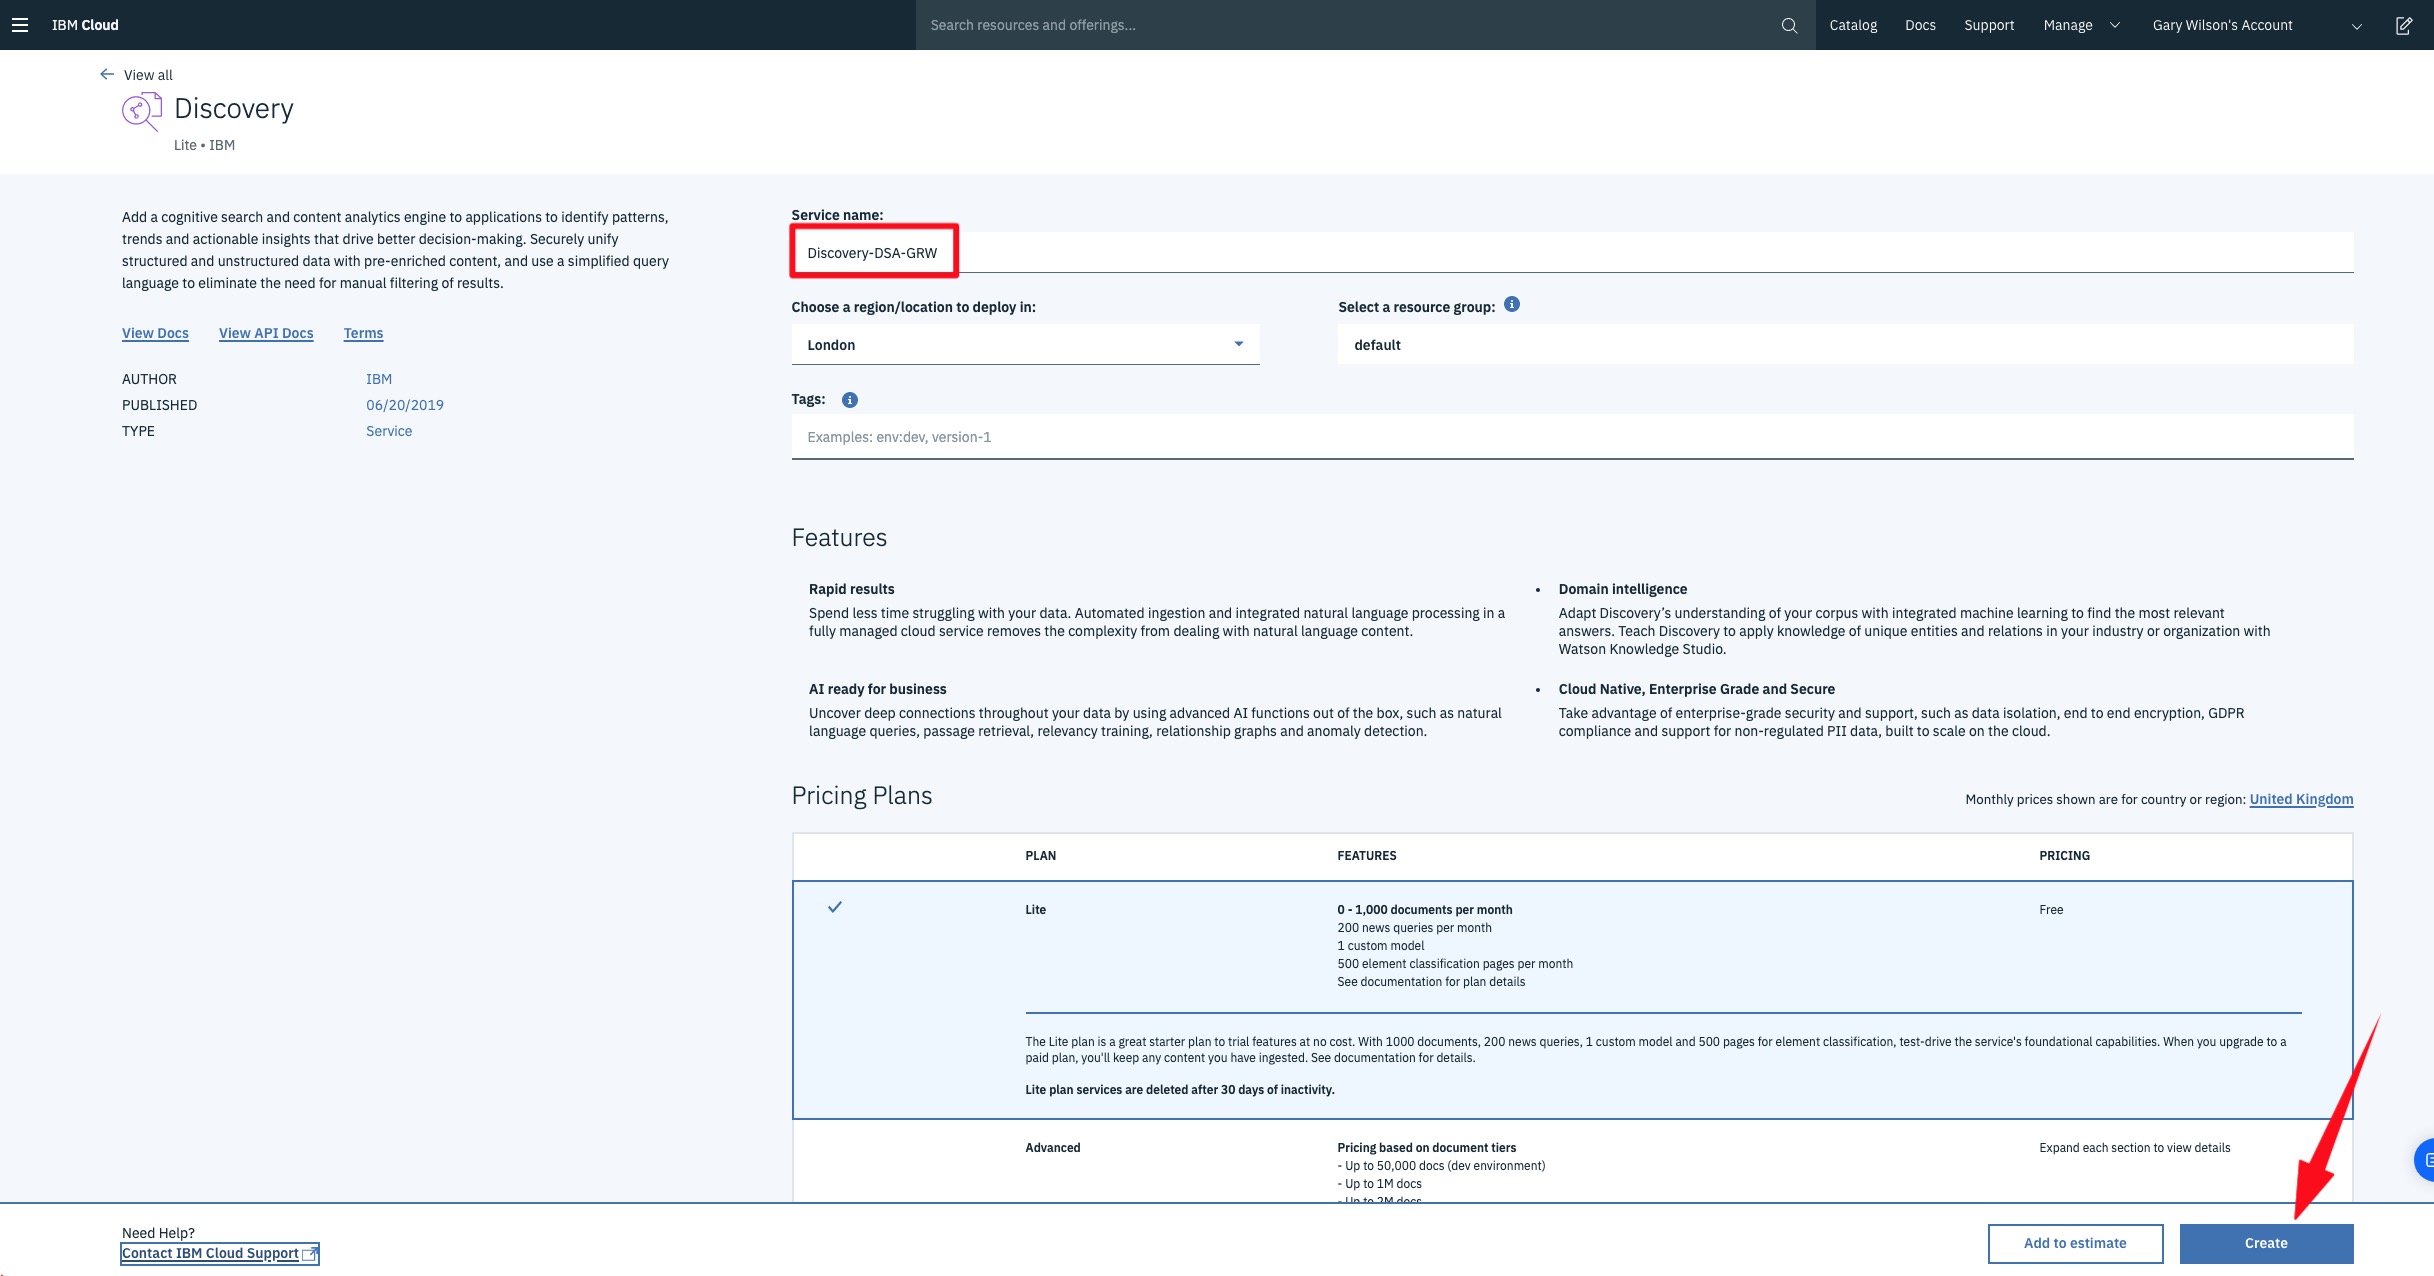 IBM Cloud
Search resources and offerings...
Catalog
Docs
Support
Manage
Gary Wilson's Account
View all
Discovery
Lite • IBM
Add a cognitive search and content analytics engine to applications to identify patterns,
trends and actionable insights that drive better decision-making. Securely unify
structured and unstructured data with pre-enriched content, and use a simplified query
language to eliminate the need for manual filtering of results.
View Docs
View API Docs
Terms
AUTHOR
IBM
PUBLISHED
06/20/2019
TYPE
Service
Service name:
Discovery-DSA-GRW
Choose a region/location to deploy in:
London
Select a resource group:
default
Tags:
Examples: env:dev, version-1
Features
Rapid results
Spend less time struggling with your data. Automated ingestion and integrated natural language processing in a
fully managed cloud service removes the complexity from dealing with natural language content.
• Domain intelligence
Adapt Discovery’s understanding of your corpus with integrated machine learning to find the most relevant
answers. Teach Discovery to apply knowledge of unique entities and relations in your industry or organization with
Watson Knowledge Studio.
AI ready for business
Uncover deep connections throughout your data by using advanced AI functions out of the box, such as natural
language queries, passage retrieval, relevancy training, relationship graphs and anomaly detection.
• Cloud Native, Enterprise Grade and Secure
Take advantage of enterprise-grade security and support, such as data isolation, end to end encryption, GDPR
compliance and support for non-regulated PII data, built to scale on the cloud.
Pricing Plans
Monthly prices shown are for country or region: United Kingdom
PLAN
FEATURES
PRICING
Lite
0 - 1,000 documents per month
200 news queries per month
1 custom model
500 element classification pages per month
See documentation for plan details
Free
The Lite plan is a great starter plan to trial features at no cost. With 1000 documents, 200 news queries, 1 custom model and 500 pages for element classification, test-drive the service's foundational capabilities. When you upgrade to a
paid plan, you'll keep any content you have ingested. See documentation for details.
Lite plan services are deleted after 30 days of inactivity.
Advanced
Pricing based on document tiers
- Up to 50,000 docs (dev environment)
- Up to 1M docs
- Up to 2M docs
Expand each section to view details
Need Help?
Contact IBM Cloud Support
Add to estimate
Create